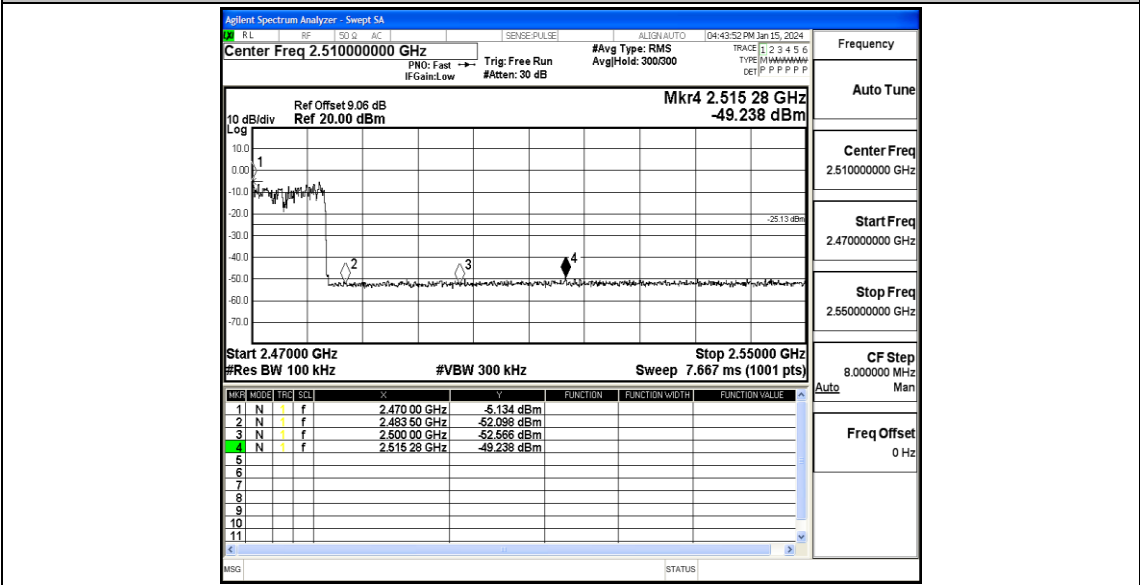 Agilent Spectrum Analyzer - Swept SA
RL RF 50 Ω AC SENSE:PULSE ALIGNAUTO 04:43:52 PM Jan 15, 2024
Center Freq 2.510000000 GHz
PNO: Fast
IFGain:Low
Trig: Free Run
#Atten: 30 dB
#Avg Type: RMS
Avg|Hold: 300/300
TRACE 1 2 3 4 5 6
TYPE
DET P P P P P P
Ref Offset 9.06 dB
Ref 20.00 dBm
10 dB/div
Log
Mkr4 2.515 28 GHz
-49.238 dBm
10.0
0.00
-10.0
-20.0
-30.0
-40.0
-50.0
-60.0
-70.0
1
2
3
4
-25.13 dBm
Start 2.47000 GHz Stop 2.55000 GHz
#Res BW 100 kHz #VBW 300 kHz Sweep 7.667 ms (1001 pts)
MKR MODE TRC SCL X Y FUNCTION FUNCTION WIDTH FUNCTION VALUE
1 N 1 f 2.470 00 GHz -5.134 dBm
2 N 1 f 2.483 50 GHz -52.098 dBm
3 N 1 f 2.500 00 GHz -52.566 dBm
4 N 1 f 2.515 28 GHz -49.238 dBm
5
6
7
8
9
10
11
MSG STATUS
Frequency
Auto Tune
Center Freq
2.510000000 GHz
Start Freq
2.470000000 GHz
Stop Freq
2.550000000 GHz
CF Step
8.000000 MHz
Auto Man
Freq Offset
0 Hz